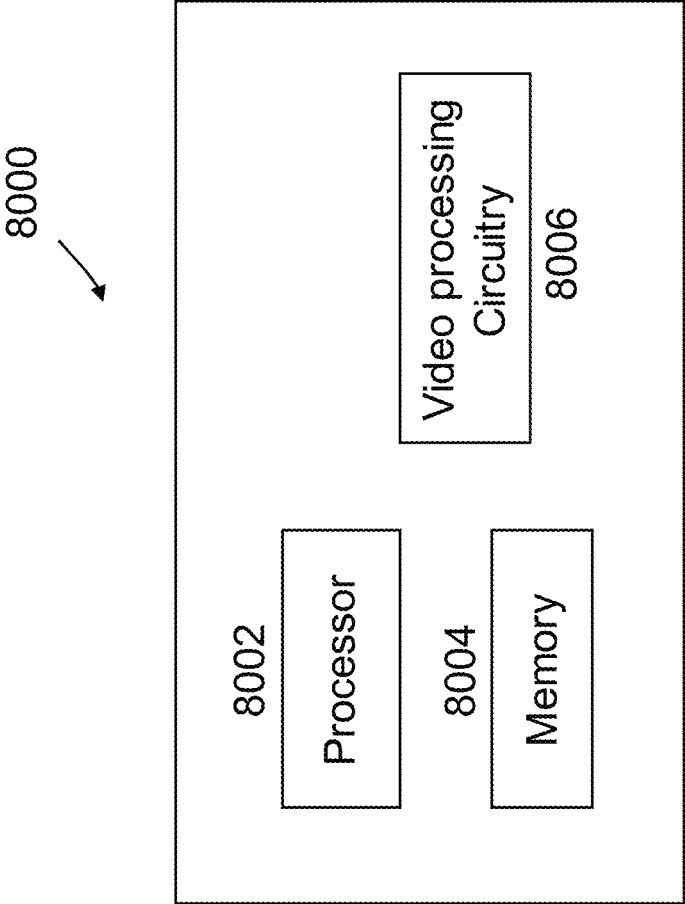 8000
8002
Processor
8004
Memory
Video processing
Circuitry
8006